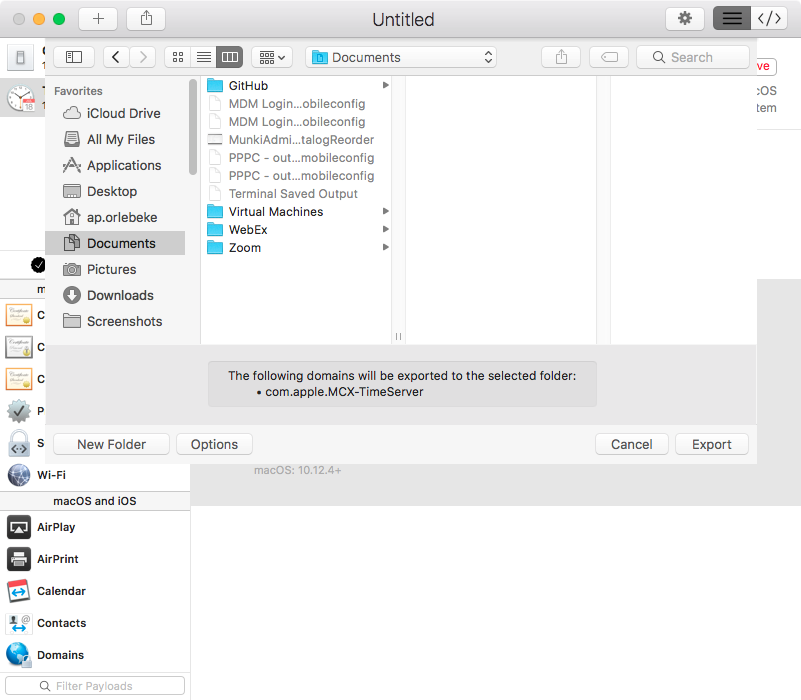 Untitled
Documents
Search
ve
cOS
tem
Favorites
iCloud Drive
All My Files
Applications
Desktop
ap.orlebeke
Documents
Pictures
Downloads
Screenshots
GitHub
MDM Login...obileconfig
MDM Login...obileconfig
MunkiAdmi...talogReorder
PPPC - out...mobileconfig
PPPC - out...mobileconfig
Terminal Saved Output
Virtual Machines
WebEx
Zoom
The following domains will be exported to the selected folder:
• com.apple.MCX-TimeServer
New Folder
Options
Cancel
Export
macOS: 10.12.4+
Wi-Fi
macOS and iOS
AirPlay
AirPrint
Calendar
Contacts
Domains
Filter Payloads